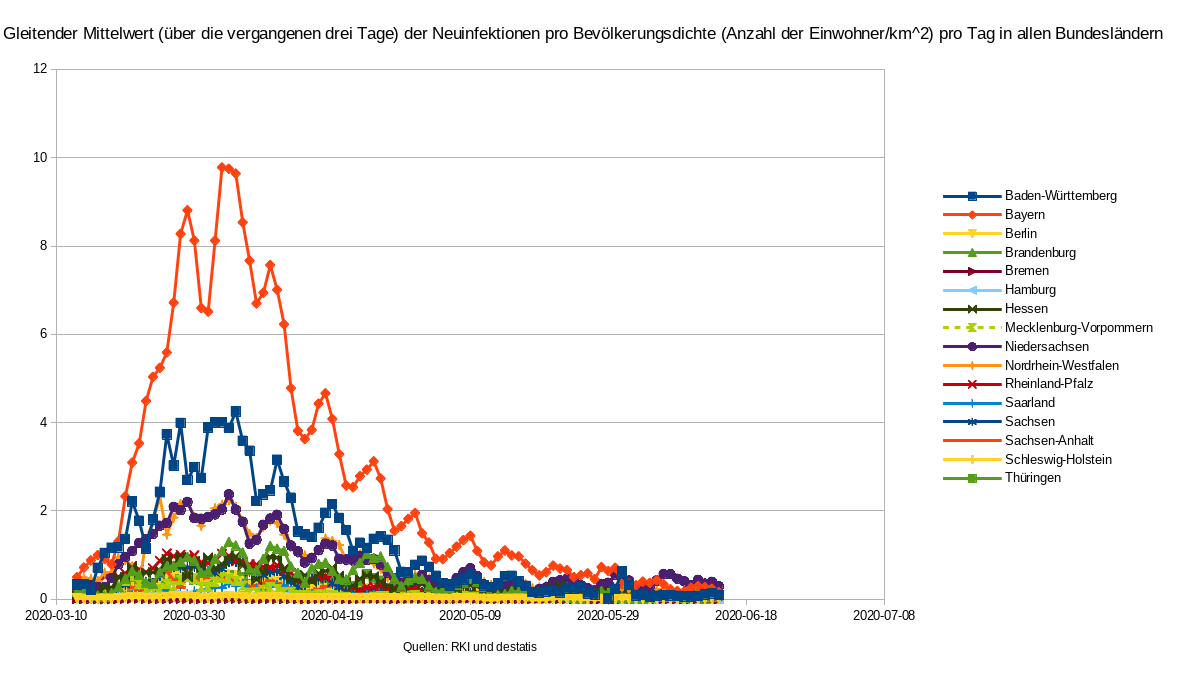 Gleitender Mittelwert (über die vergangenen drei Tage) der Neuinfektionen pro Bevölkerungsdichte (Anzahl der Einwohner/km^2) pro Tag in allen Bundesländern
12
10
8
6
4
2
0
2020-03-10 2020-03-30 2020-04-19 2020-05-09 2020-05-29 2020-06-18 2020-07-08
Quellen: RKI und destatis
Baden-Württemberg
Bayern
Berlin
Brandenburg
Bremen
Hamburg
Hessen
Mecklenburg-Vorpommern
Niedersachsen
Nordrhein-Westfalen
Rheinland-Pfalz
Saarland
Sachsen
Sachsen-Anhalt
Schleswig-Holstein
Thüringen